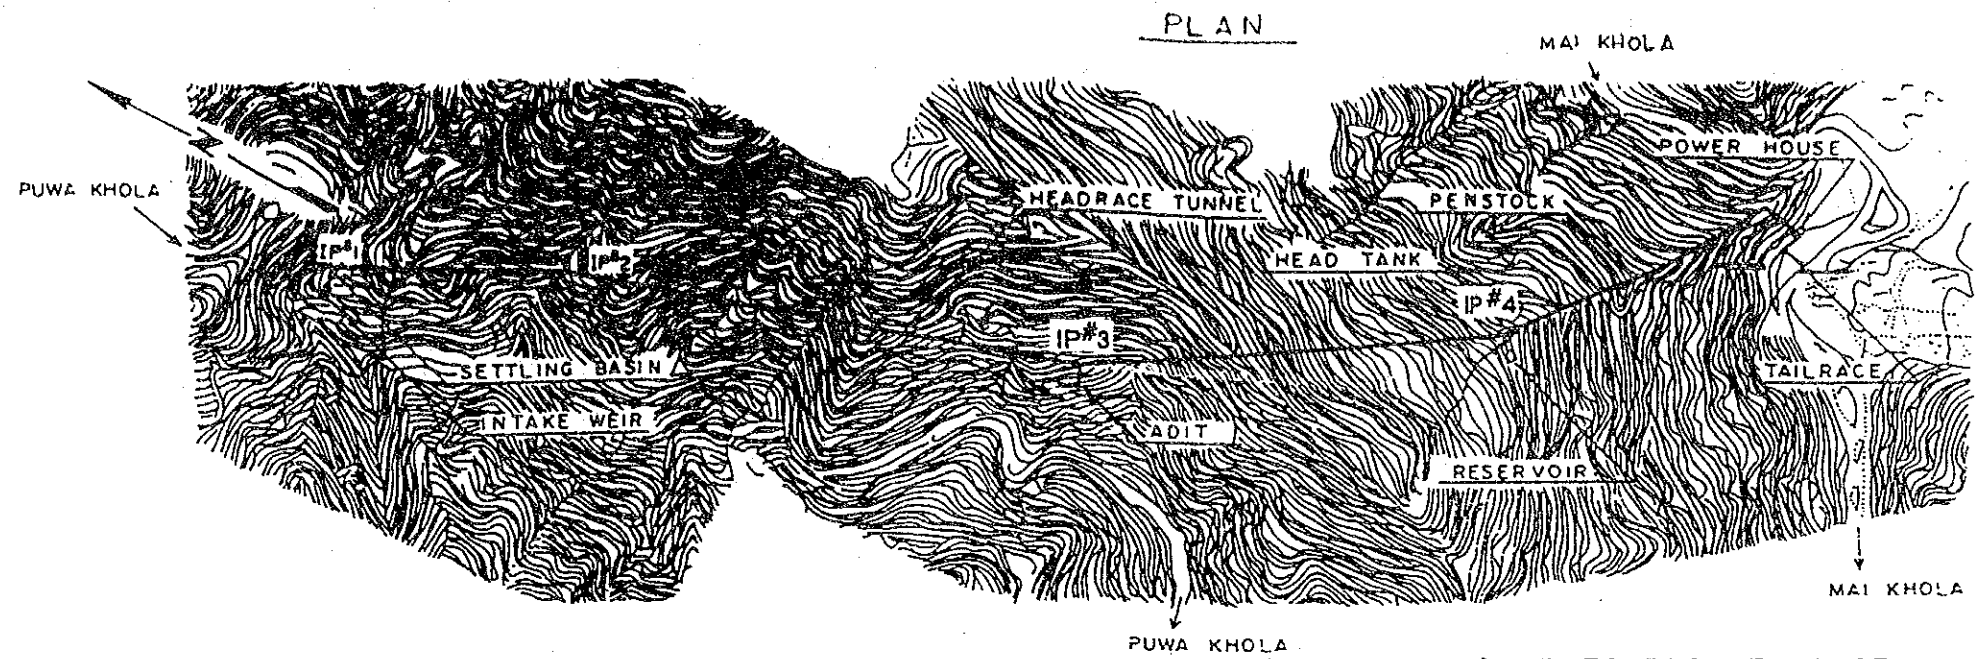 PLAN
MAI KHOLA
POWER HOUSE
PUWA KHOLA
HEADRACE TUNNEL
PENSTOCK
IP#1
IP#2
HEAD TANK
IP#4
IP#3
SETTLING BASIN
TAILRACE
INTAKE WEIR
ADIT
RESERVOIR
MAI KHOLA
PUWA KHOLA